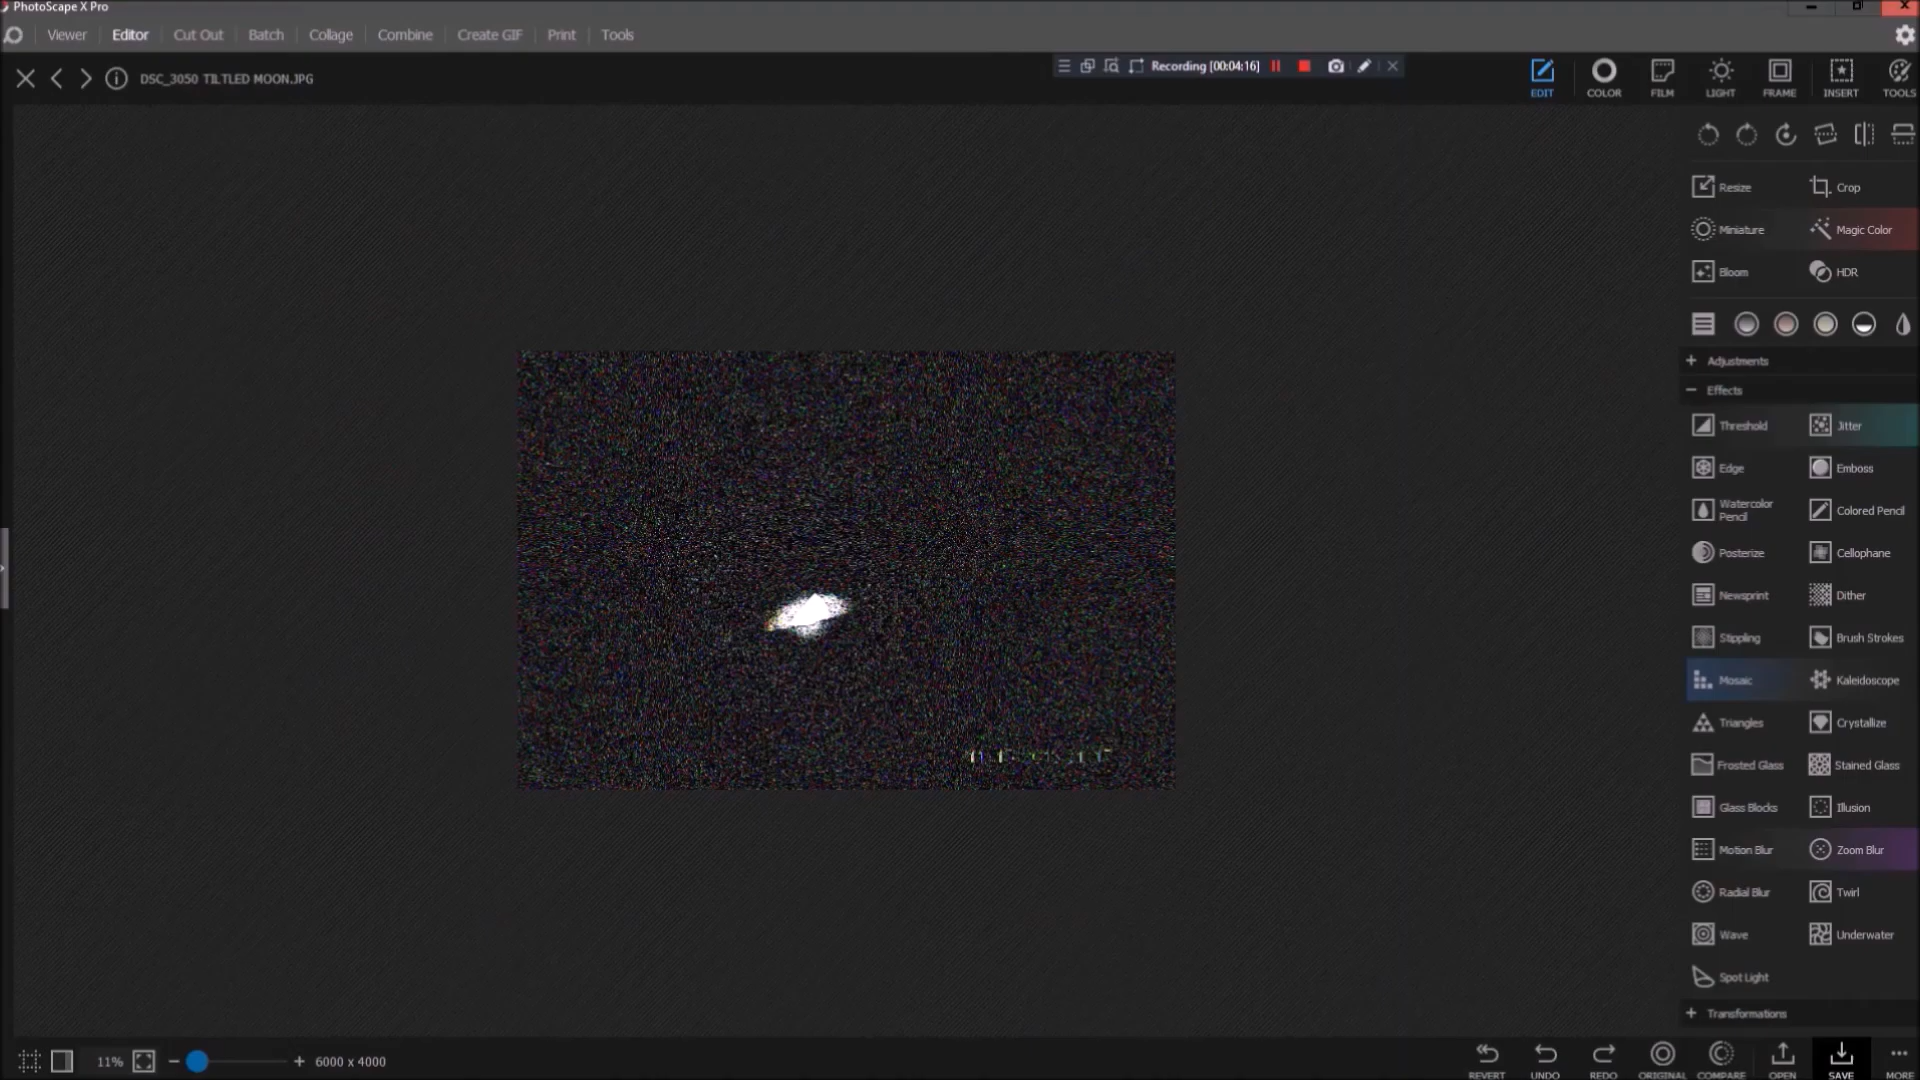 PhotoScape X Pro
Viewer Editor Cut Out Batch Collage Combine Create GIF Print Tools
DSC_3050 TILTLED MOON.JPG
Recording [00:04:16]
EDIT COLOR FILM LIGHT FRAME INSERT TOOLS
Resize Crop
Miniature Magic Color
Bloom HDR
+ Adjustments
− Effects
Threshold Jitter
Edge Emboss
Watercolor Pencil Colored Pencil
Posterize Cellophane
Newsprint Dither
Stippling Brush Strokes
Mosaic Kaleidoscope
Triangles Crystallize
Frosted Glass Stained Glass
Glass Blocks Illusion
Motion Blur Zoom Blur
Radial Blur Twirl
Wave Underwater
Spot Light
+ Transformations
11% − + 6000 x 4000
REVERT UNDO REDO ORIGINAL COMPARE OPEN SAVE MORE